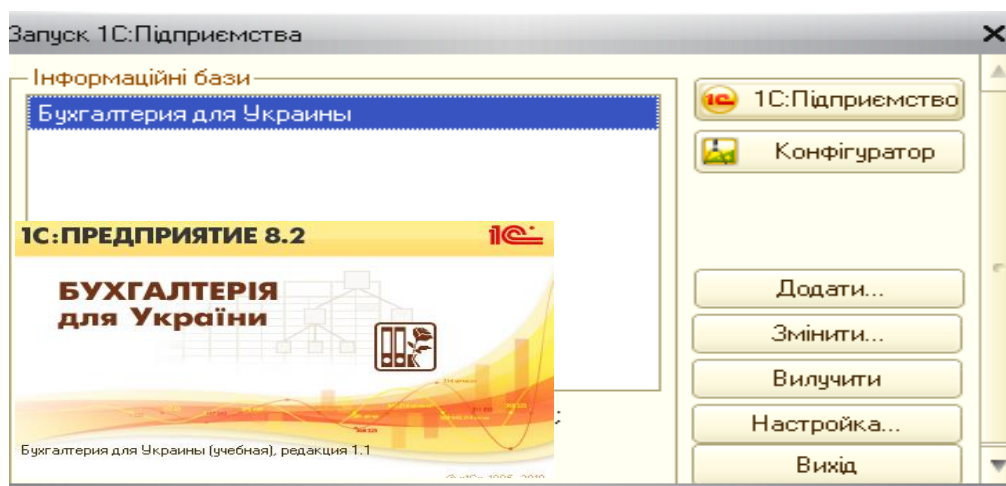 Запуск 1С:Підприємства
Інформаційні бази
Бухгалтерия для Украины
1С:Підприємство
Конфігуратор
1С:ПРЕДПРИЯТИЕ 8.2
1С
БУХГАЛТЕРІЯ
для України
Додати...
Змінити...
Вилучити
Настройка...
Бухгалтерия для Украины (учебная), редакция 1.1
Вихід